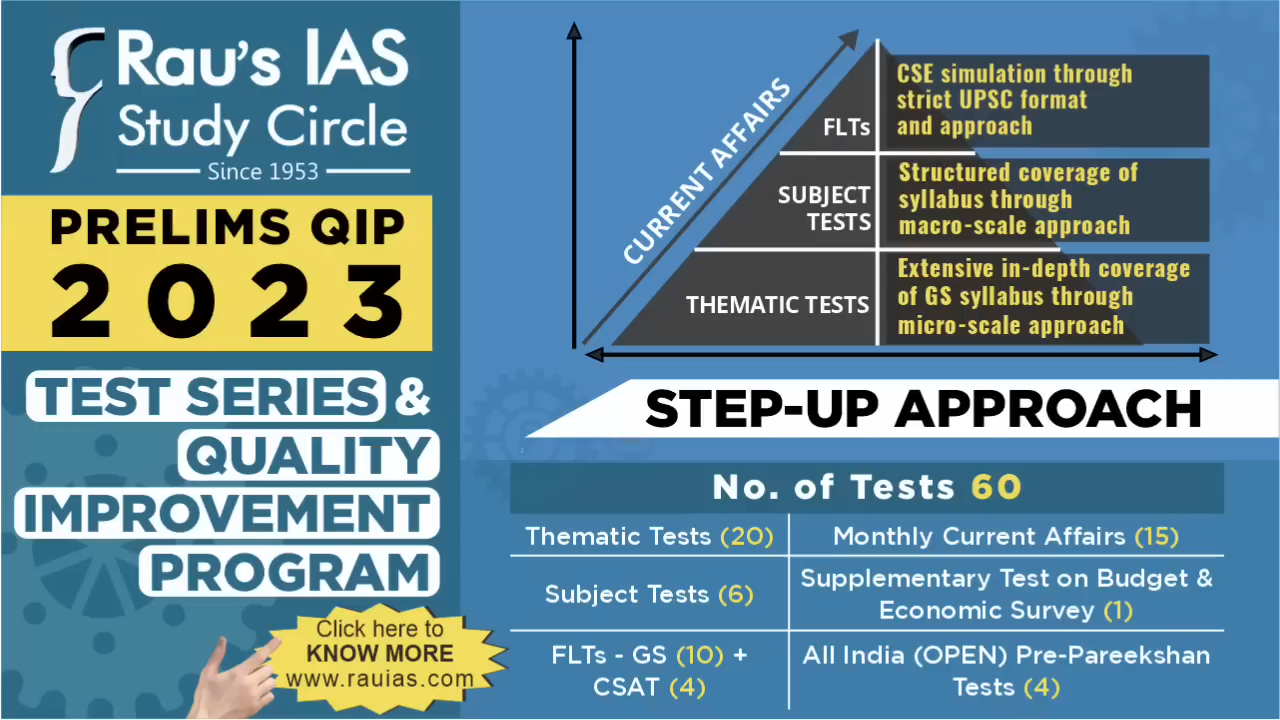 Rau's IAS
Study Circle
Since 1953
PRELIMS QIP
2023
TEST SERIES &
QUALITY
IMPROVEMENT
PROGRAM
Click here to
KNOW MORE
www.rauias.com
CURRENT AFFAIRS
FLTs
CSE simulation through
strict UPSC format
and approach
SUBJECT
TESTS
Structured coverage of
syllabus through
macro-scale approach
THEMATIC TESTS
Extensive in-depth coverage
of GS syllabus through
micro-scale approach
STEP-UP APPROACH
No. of Tests 60
Thematic Tests (20)
Monthly Current Affairs (15)
Subject Tests (6)
Supplementary Test on Budget &
Economic Survey (1)
FLTs - GS (10) +
CSAT (4)
All India (OPEN) Pre-Pareekshan
Tests (4)